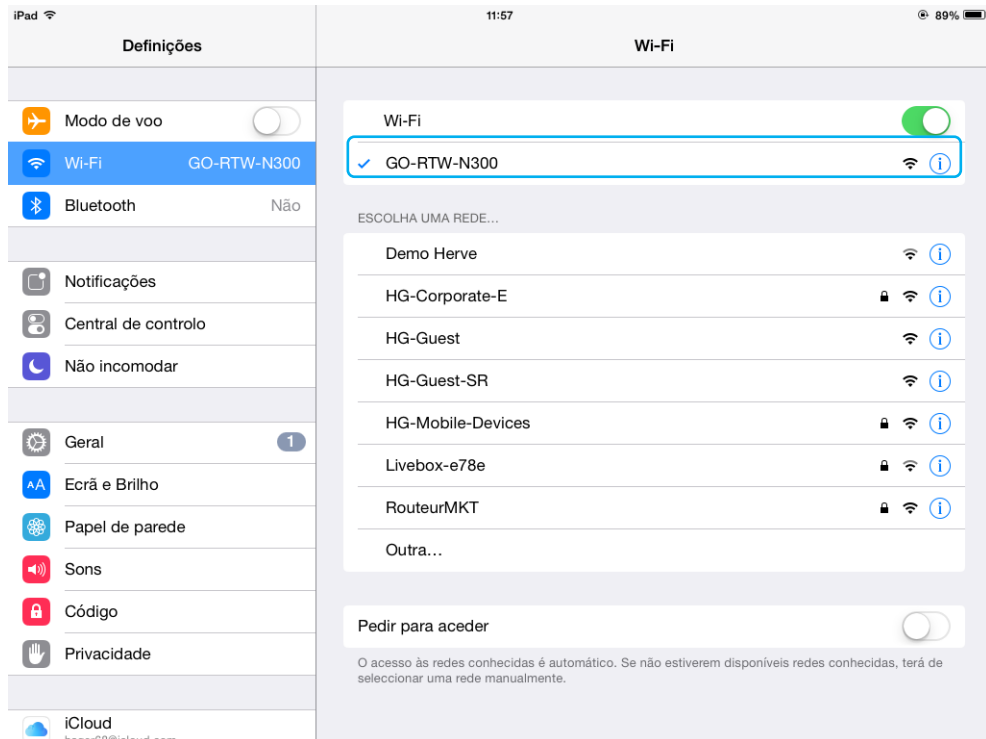 iPad 11:57 89%
Definições
Wi-Fi
Modo de voo
Wi-Fi GO-RTW-N300
Bluetooth Não
Notificações
Central de controlo
Não incomodar
Geral 1
AA Ecrã e Brilho
Papel de parede
Sons
Código
Privacidade
iCloud
Wi-Fi
GO-RTW-N300
ESCOLHA UMA REDE...
Demo Herve
HG-Corporate-E
HG-Guest
HG-Guest-SR
HG-Mobile-Devices
Livebox-e78e
RouteurMKT
Outra...
Pedir para aceder
O acesso às redes conhecidas é automático. Se não estiverem disponíveis redes conhecidas, terá de
seleccionar uma rede manualmente.